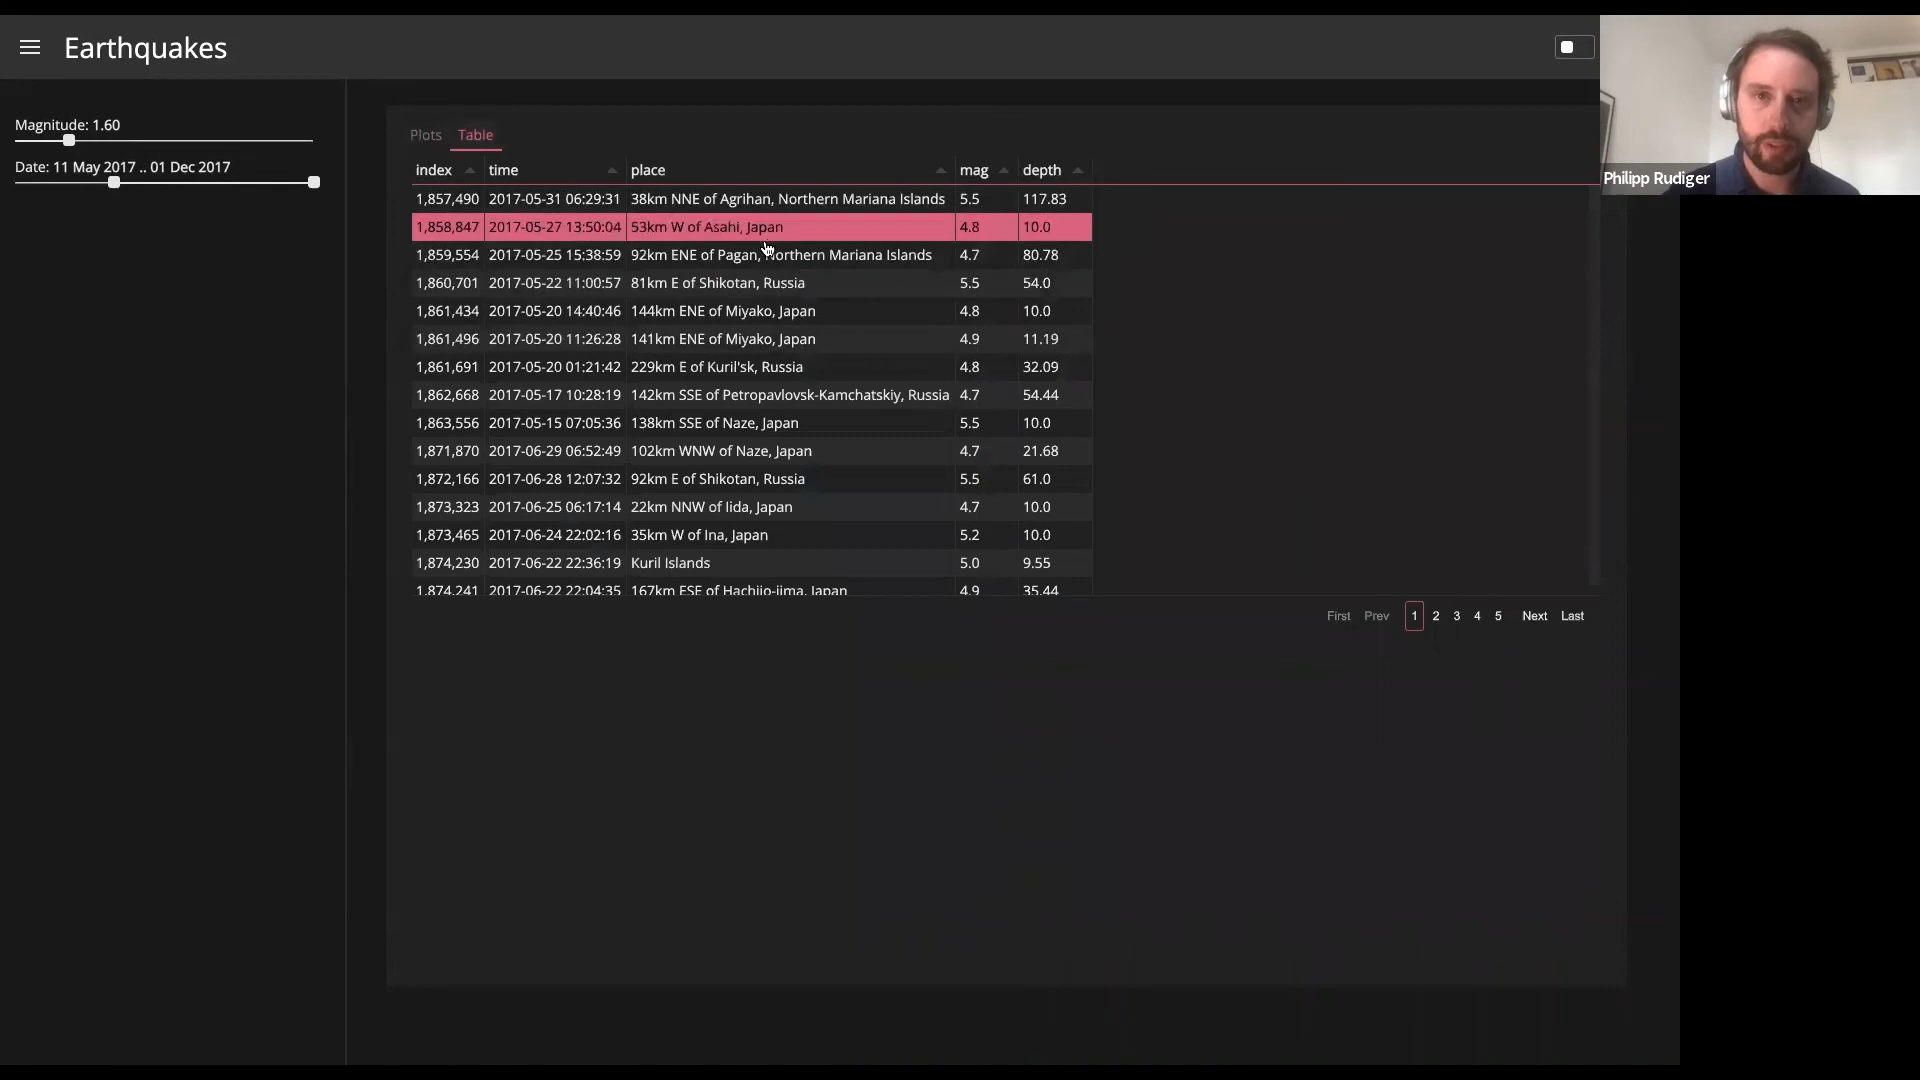 Earthquakes
Magnitude: 1.60
Date: 11 May 2017 .. 01 Dec 2017
Plots Table
index time place mag depth
1,857,490 2017-05-31 06:29:31 38km NNE of Agrihan, Northern Mariana Islands 5.5 117.83
1,858,847 2017-05-27 13:50:04 53km W of Asahi, Japan 4.8 10.0
1,859,554 2017-05-25 15:38:59 92km ENE of Pagan, Northern Mariana Islands 4.7 80.78
1,860,701 2017-05-22 11:00:57 81km E of Shikotan, Russia 5.5 54.0
1,861,434 2017-05-20 14:40:46 144km ENE of Miyako, Japan 4.8 10.0
1,861,496 2017-05-20 11:26:28 141km ENE of Miyako, Japan 4.9 11.19
1,861,691 2017-05-20 01:21:42 229km E of Kuril'sk, Russia 4.8 32.09
1,862,668 2017-05-17 10:28:19 142km SSE of Petropavlovsk-Kamchatskiy, Russia 4.7 54.44
1,863,556 2017-05-15 07:05:36 138km SSE of Naze, Japan 5.5 10.0
1,871,870 2017-06-29 06:52:49 102km WNW of Naze, Japan 4.7 21.68
1,872,166 2017-06-28 12:07:32 92km E of Shikotan, Russia 5.5 61.0
1,873,323 2017-06-25 06:17:14 22km NNW of Iida, Japan 4.7 10.0
1,873,465 2017-06-24 22:02:16 35km W of Ina, Japan 5.2 10.0
1,874,230 2017-06-22 22:36:19 Kuril Islands 5.0 9.55
1,874,241 2017-06-22 22:04:35 167km ESE of Hachijo-jima, Japan 4.9 35.44
First Prev 1 2 3 4 5 Next Last
Philipp Rudiger